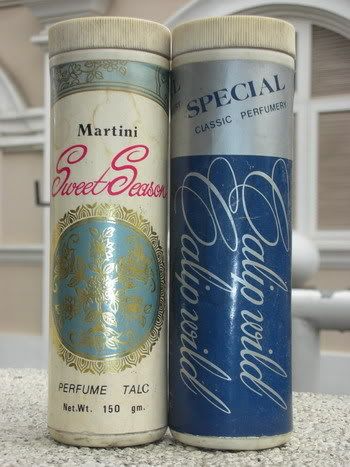 Martini
Sweet Season
PERFUME TALC
Net.Wt. 150 gm.
SPECIAL
CLASSIC PERFUMERY
Calip wild
Calip wild